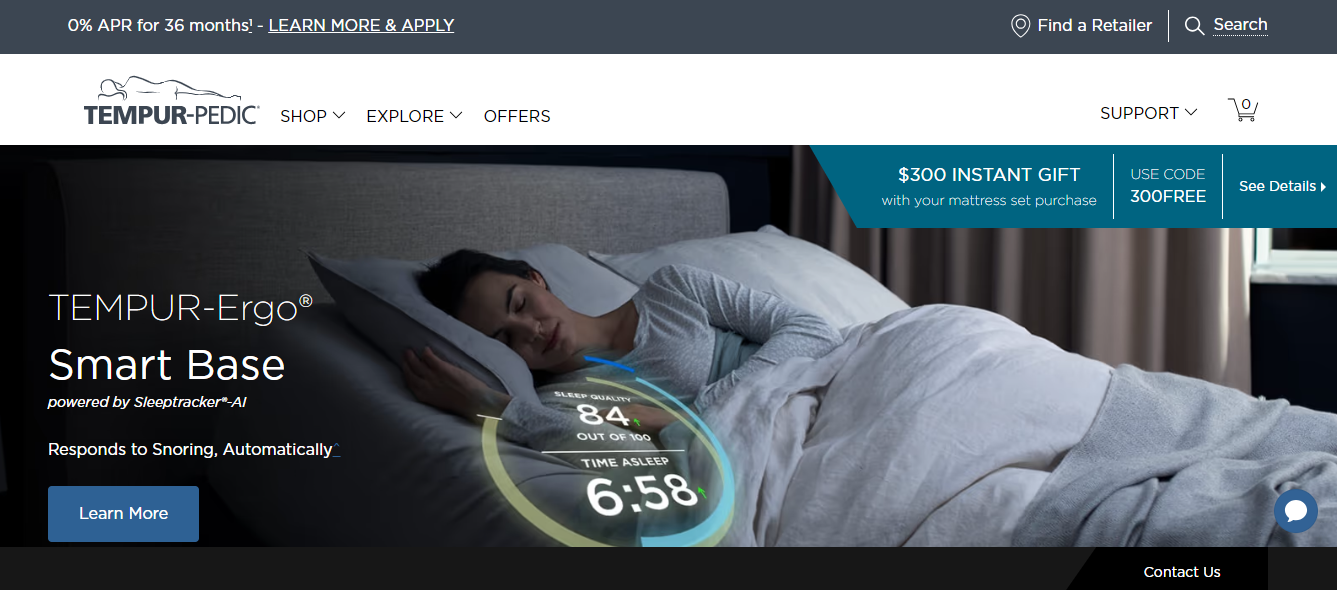 0% APR for 36 months¹ - LEARN MORE & APPLY
Find a Retailer
Search
TEMPUR-PEDIC®
SHOP
EXPLORE
OFFERS
SUPPORT
0
$300 INSTANT GIFT
with your mattress set purchase
USE CODE
300FREE
See Details
TEMPUR-Ergo®
Smart Base
powered by Sleeptracker®-AI
Responds to Snoring, Automatically^
Learn More
SLEEP QUALITY
84
OUT OF 100
TIME ASLEEP
6:58
Contact Us